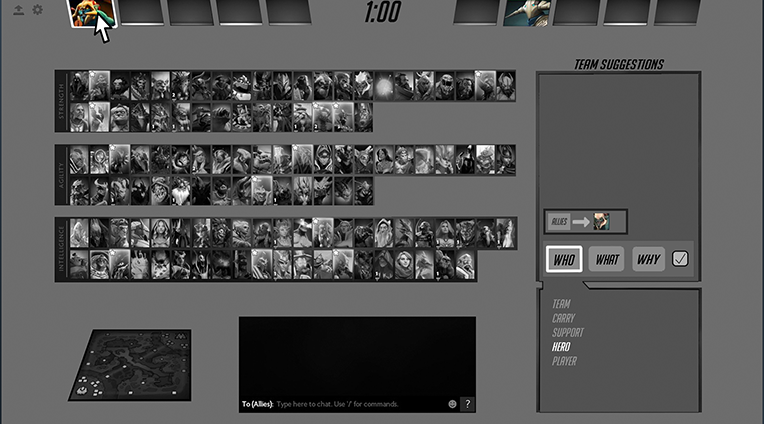 1:00
TEAM SUGGESTIONS
STRENGTH
AGILITY
INTELLIGENCE
ALLIES
WHO
WHAT
WHY
TEAM
CARRY
SUPPORT
HERO
PLAYER
To (Allies): Type here to chat. Use '/' for commands.
?